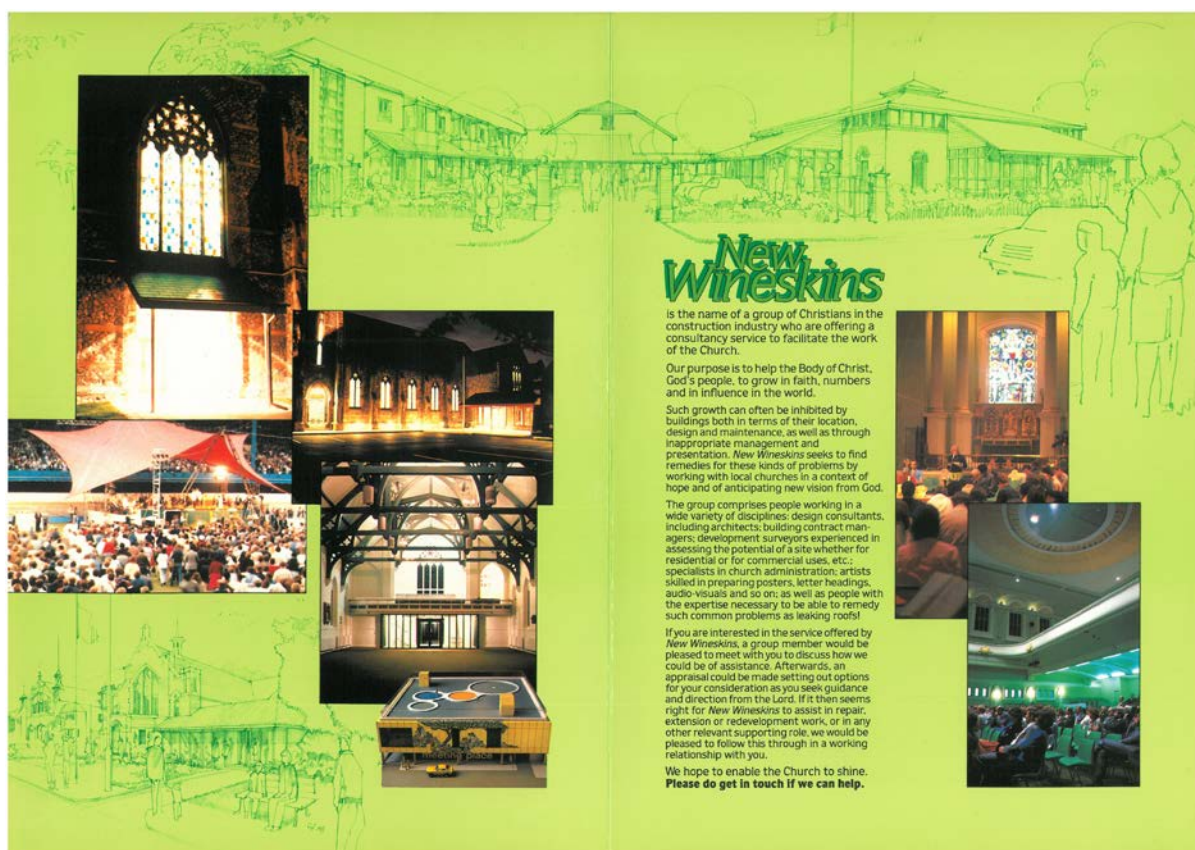 New
Wineskins
is the name of a group of Christians in the
construction industry who are offering a
consultancy service to facilitate the work
of the Church.
Our purpose is to help the Body of Christ,
God's people, to grow in faith, numbers
and in influence in the world.
Such growth can often be inhibited by
buildings both in terms of their location,
design and maintenance, as well as through
inappropriate management and
presentation. New Wineskins seeks to find
remedies for these kinds of problems by
working with local churches in a context of
hope and of anticipating new vision from God.
The group comprises people working in a
wide variety of disciplines: design consultants,
including architects; building contract man-
agers; development surveyors experienced in
assessing the potential of a site whether for
residential or for commercial uses, etc.;
specialists in church administration; artists
skilled in preparing posters, letter headings,
audio-visuals and so on; as well as people with
the expertise necessary to be able to remedy
such common problems as leaking roofs!
If you are interested in the service offered by
New Wineskins, a group member would be
pleased to meet with you to discuss how we
could be of assistance. Afterwards, an
appraisal could be made setting out options
for your consideration as you seek guidance
and direction from the Lord. If it then seems
right for New Wineskins to assist in repair,
extension or redevelopment work, or in any
other relevant supporting role, we would be
pleased to follow this through in a working
relationship with you.
We hope to enable the Church to shine.
Please do get in touch if we can help.
meeting place